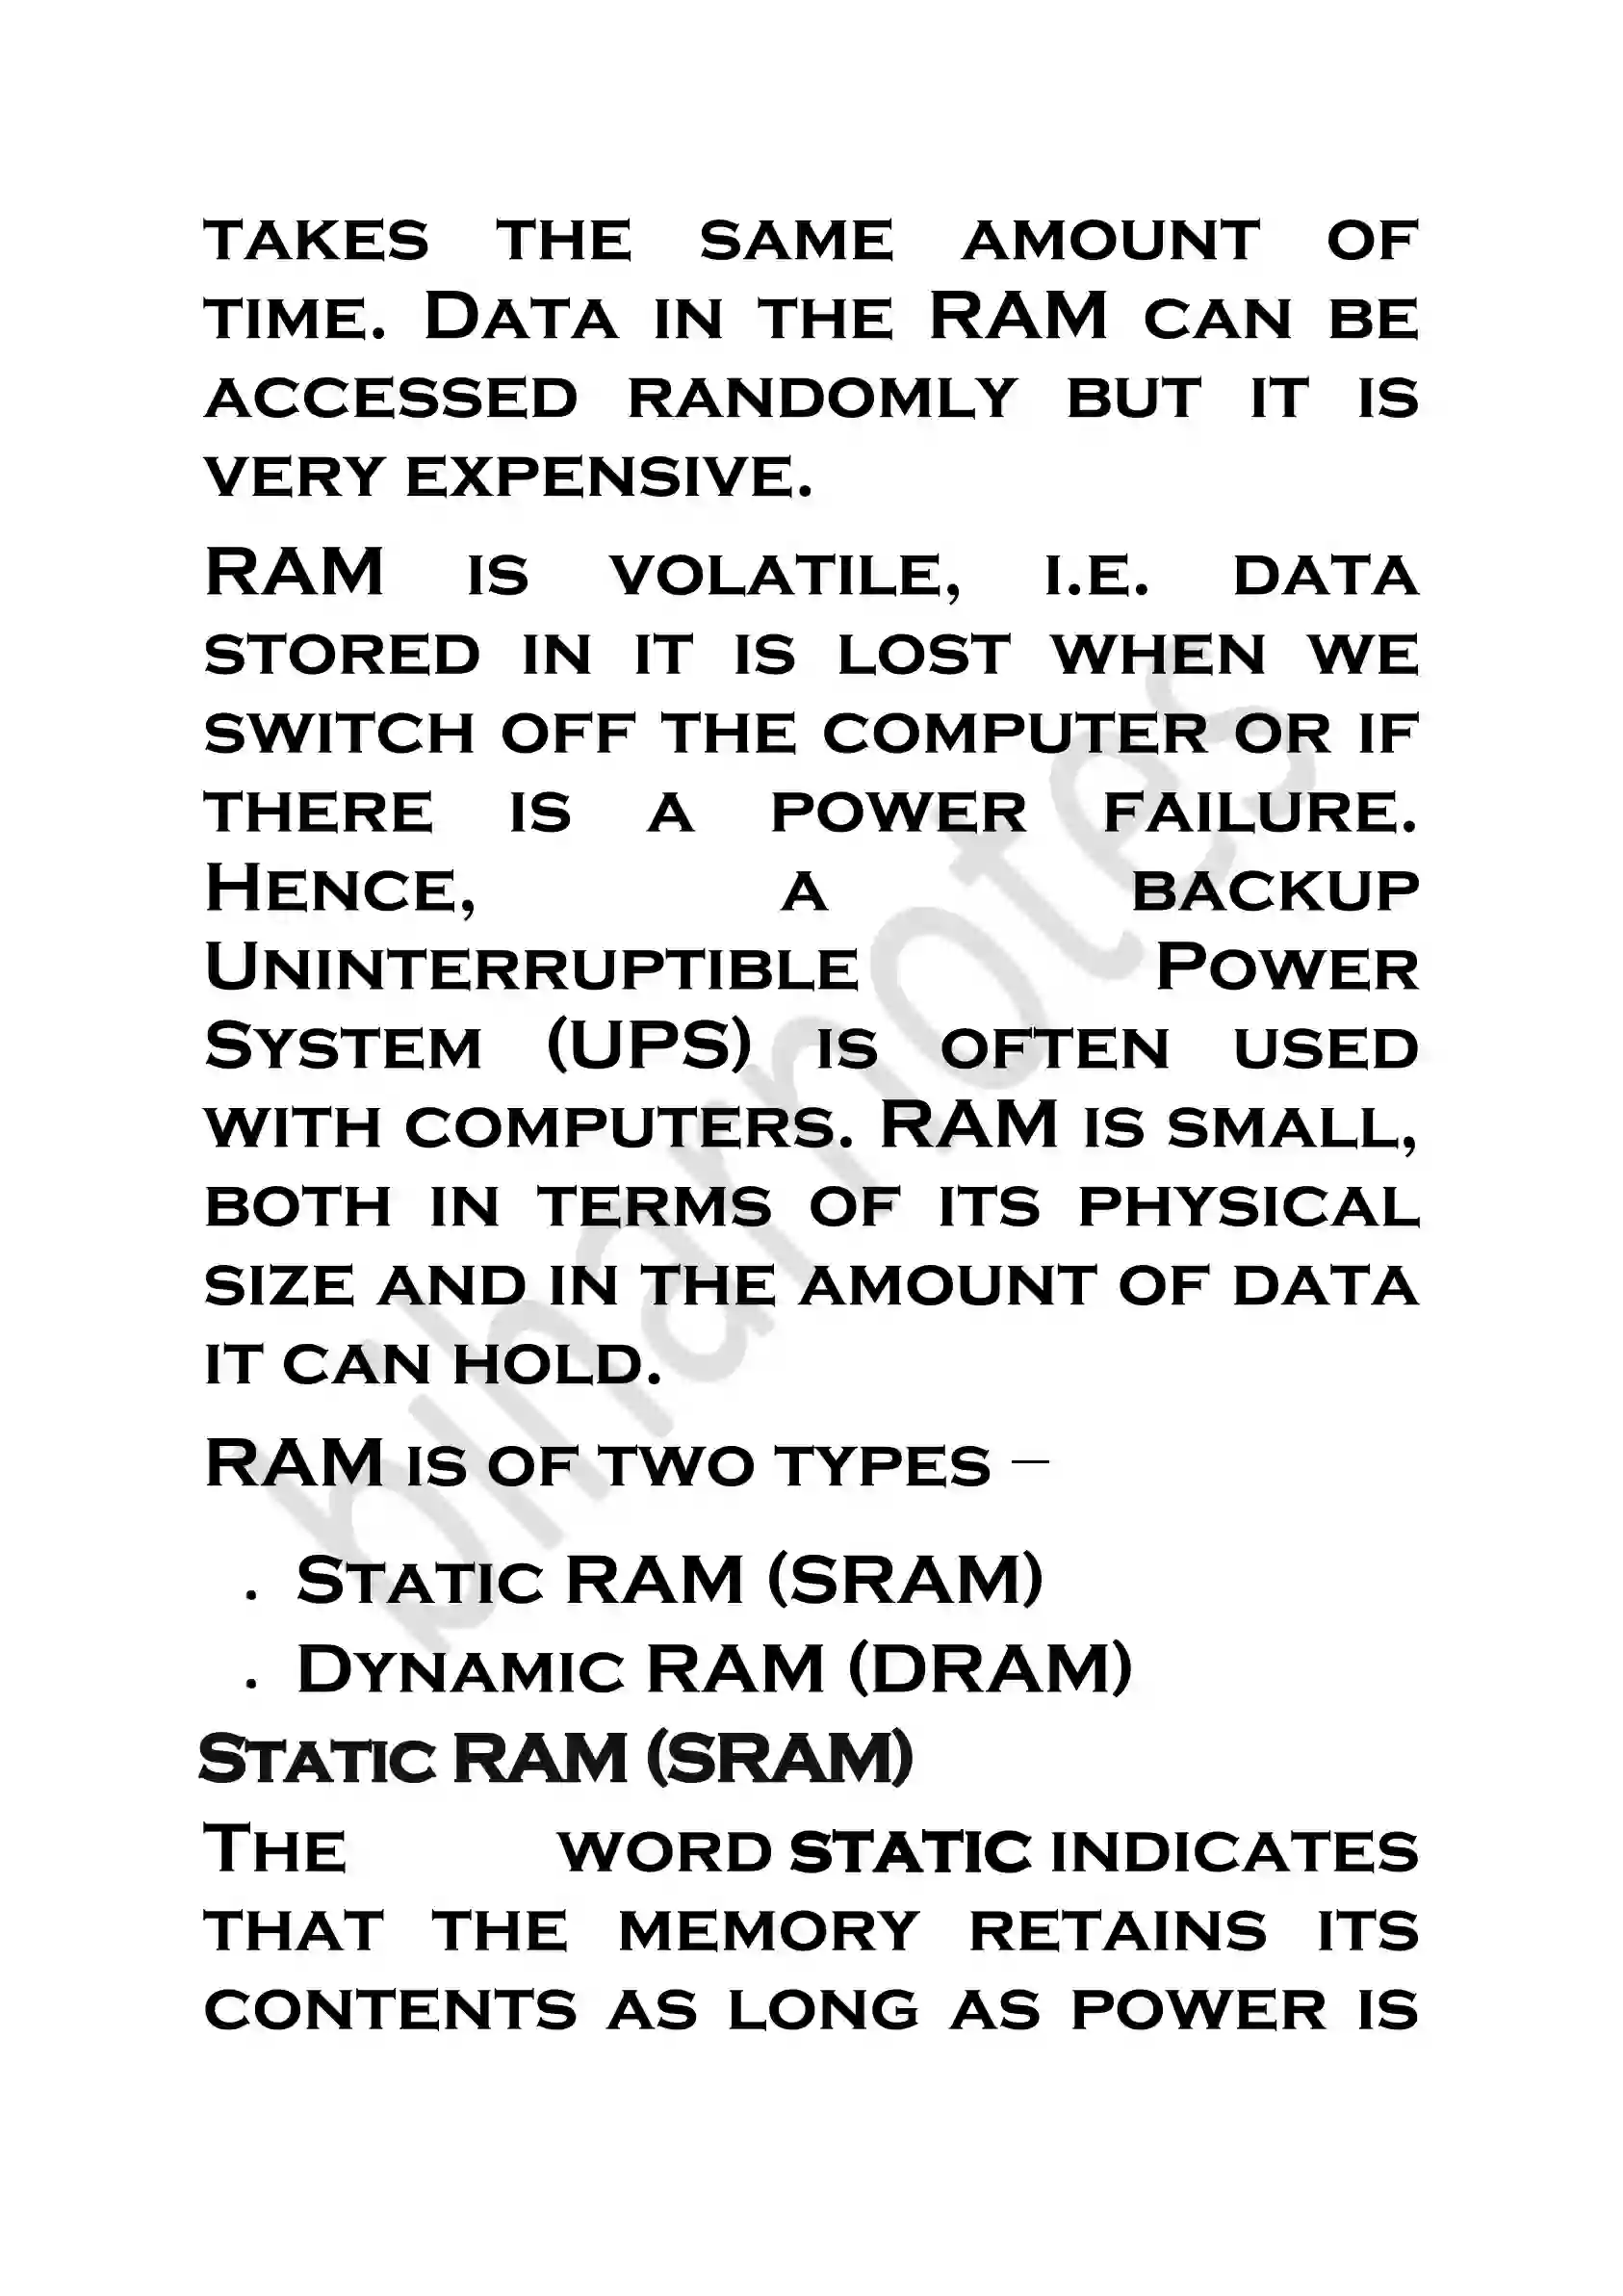 TAKES THE SAME AMOUNT OF
TIME. DATA IN THE RAM CAN BE
ACCESSED RANDOMLY BUT IT IS
VERY EXPENSIVE.
RAM IS VOLATILE, I.E. DATA
STORED IN IT IS LOST WHEN WE
SWITCH OFF THE COMPUTER OR IF
THERE IS A POWER FAILURE.
HENCE, A BACKUP
UNINTERRUPTIBLE POWER
SYSTEM (UPS) IS OFTEN USED
WITH COMPUTERS. RAM IS SMALL,
BOTH IN TERMS OF ITS PHYSICAL
SIZE AND IN THE AMOUNT OF DATA
IT CAN HOLD.
RAM IS OF TWO TYPES –
. STATIC RAM (SRAM)
. DYNAMIC RAM (DRAM)
STATIC RAM (SRAM)
THE WORD STATIC INDICATES
THAT THE MEMORY RETAINS ITS
CONTENTS AS LONG AS POWER IS